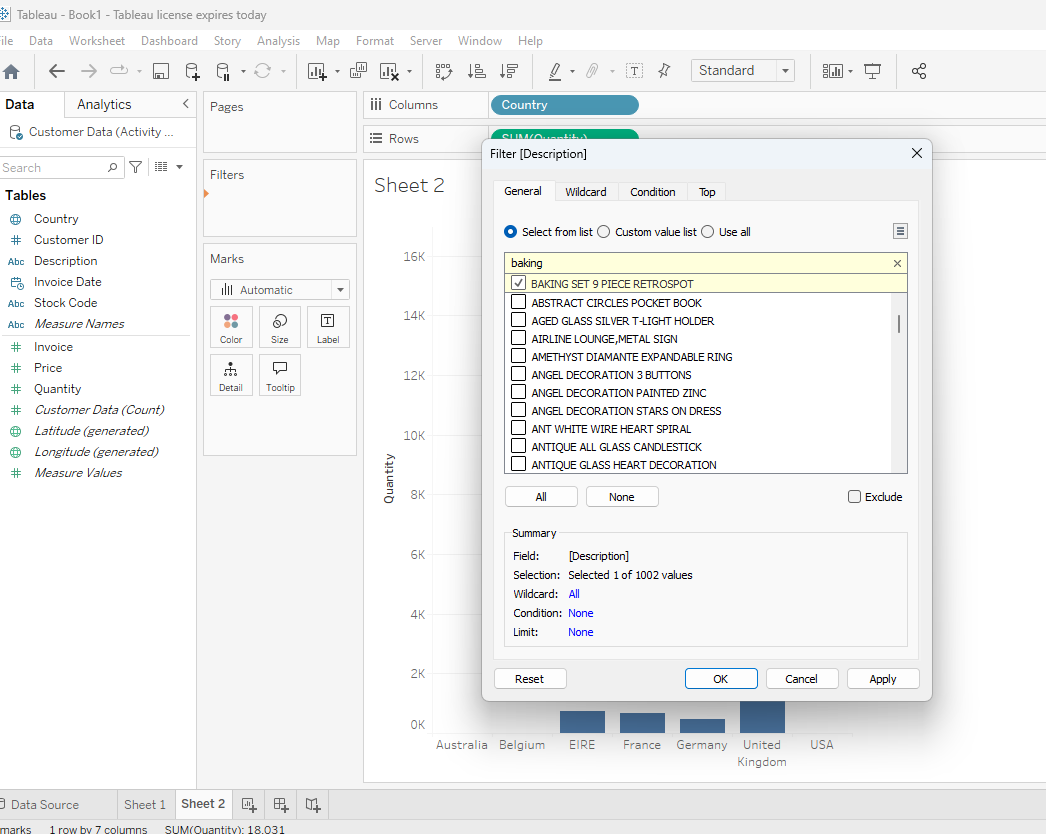 Tableau - Book1 - Tableau license expires today
File Data Worksheet Dashboard Story Analysis Map Format Server Window Help
Standard
Data Analytics
Customer Data (Activity ...
Search
Tables
Country
Customer ID
Abc Description
Invoice Date
Abc Stock Code
Abc Measure Names
Invoice
Price
Quantity
Customer Data (Count)
Latitude (generated)
Longitude (generated)
Measure Values
Pages
Filters
Marks
Automatic
Color Size Label
Detail Tooltip
Columns Country
Rows SUM(Quantity)
Sheet 2
Quantity
16K
14K
12K
10K
8K
6K
4K
2K
0K
Australia Belgium EIRE France Germany United Kingdom USA
Filter [Description]
General Wildcard Condition Top
Select from list Custom value list Use all
baking
BAKING SET 9 PIECE RETROSPOT
ABSTRACT CIRCLES POCKET BOOK
AGED GLASS SILVER T-LIGHT HOLDER
AIRLINE LOUNGE,METAL SIGN
AMETHYST DIAMANTE EXPANDABLE RING
ANGEL DECORATION 3 BUTTONS
ANGEL DECORATION PAINTED ZINC
ANGEL DECORATION STARS ON DRESS
ANT WHITE WIRE HEART SPIRAL
ANTIQUE ALL GLASS CANDLESTICK
ANTIQUE GLASS HEART DECORATION
All None Exclude
Summary
Field: [Description]
Selection: Selected 1 of 1002 values
Wildcard: All
Condition: None
Limit: None
Reset OK Cancel Apply
Data Source Sheet 1 Sheet 2
marks 1 row by 7 columns SUM(Quantity): 18,031